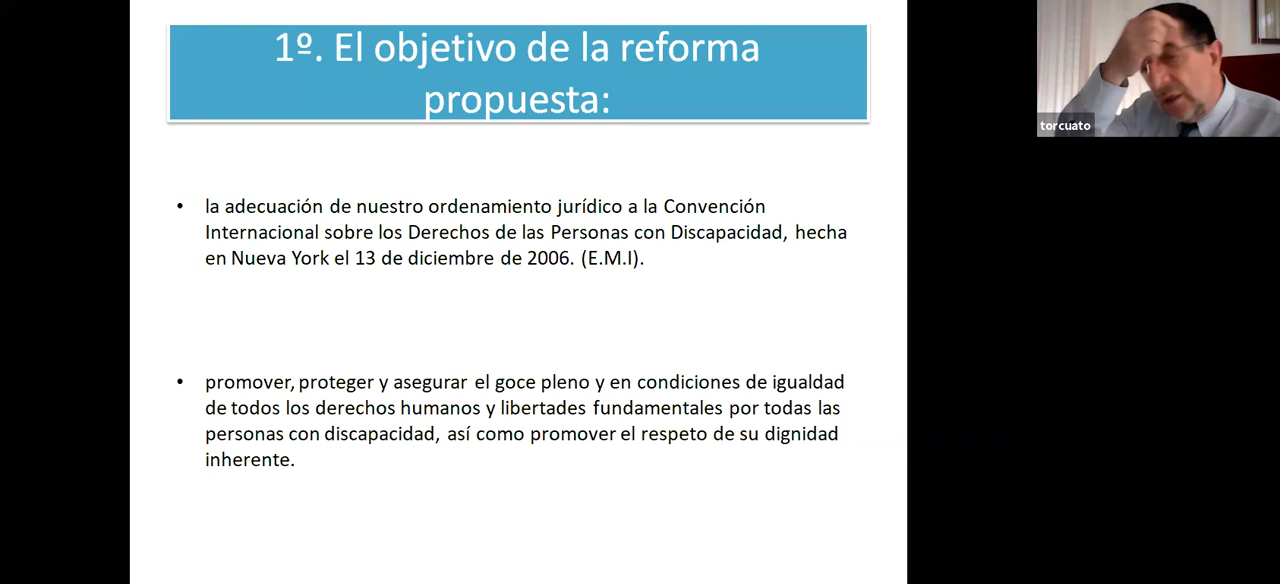 1º. El objetivo de la reforma
propuesta:
torcuato
• la adecuación de nuestro ordenamiento jurídico a la Convención
Internacional sobre los Derechos de las Personas con Discapacidad, hecha
en Nueva York el 13 de diciembre de 2006. (E.M.I).
• promover, proteger y asegurar el goce pleno y en condiciones de igualdad
de todos los derechos humanos y libertades fundamentales por todas las
personas con discapacidad, así como promover el respeto de su dignidad
inherente.